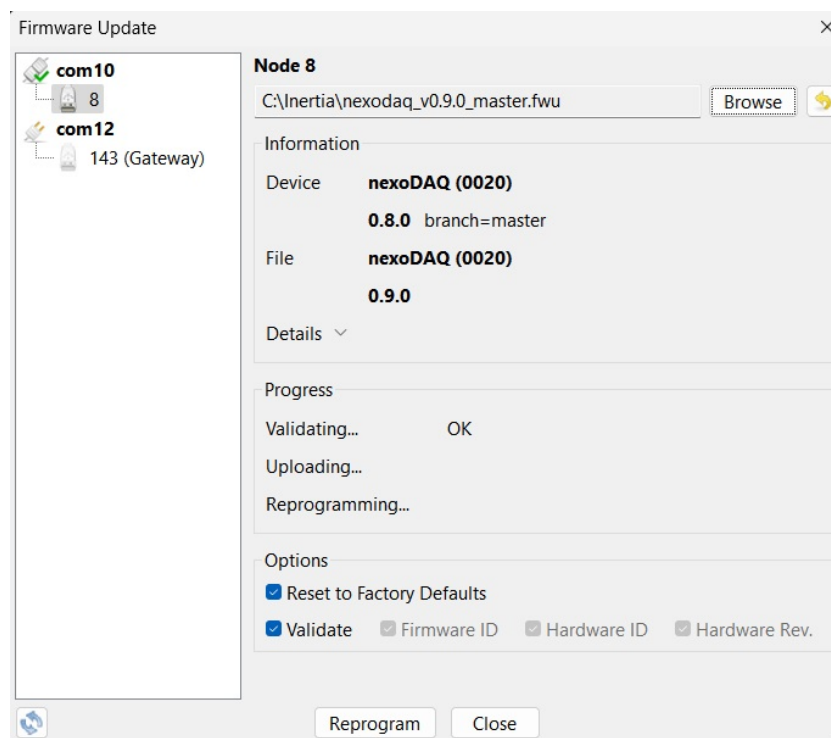 Firmware Update
com10
8
com12
143 (Gateway)
Node 8
C:\Inertia\nexodaq_v0.9.0_master.fwu Browse
Information
Device nexoDAQ (0020)
0.8.0 branch=master
File nexoDAQ (0020)
0.9.0
Details
Progress
Validating... OK
Uploading...
Reprogramming...
Options
Reset to Factory Defaults
Validate Firmware ID Hardware ID Hardware Rev.
Reprogram Close